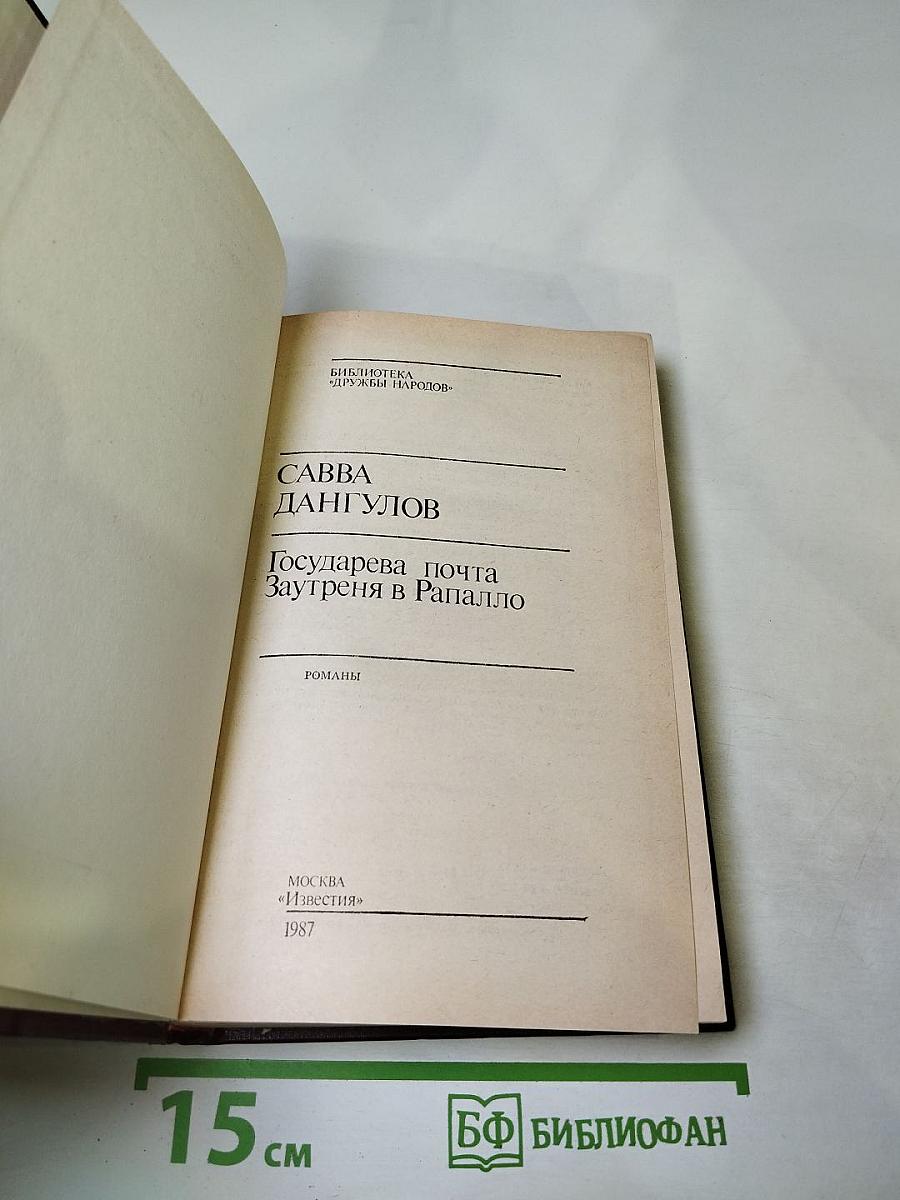 БИБЛИОТЕКА
«ДРУЖБЫ НАРОДОВ»
САВВА
ДАНГУЛОВ
Государева почта
Заутреня в Рапалло
РОМАНЫ
МОСКВА
«Известия»
1987
15 см
БФ БИБЛИОФАН